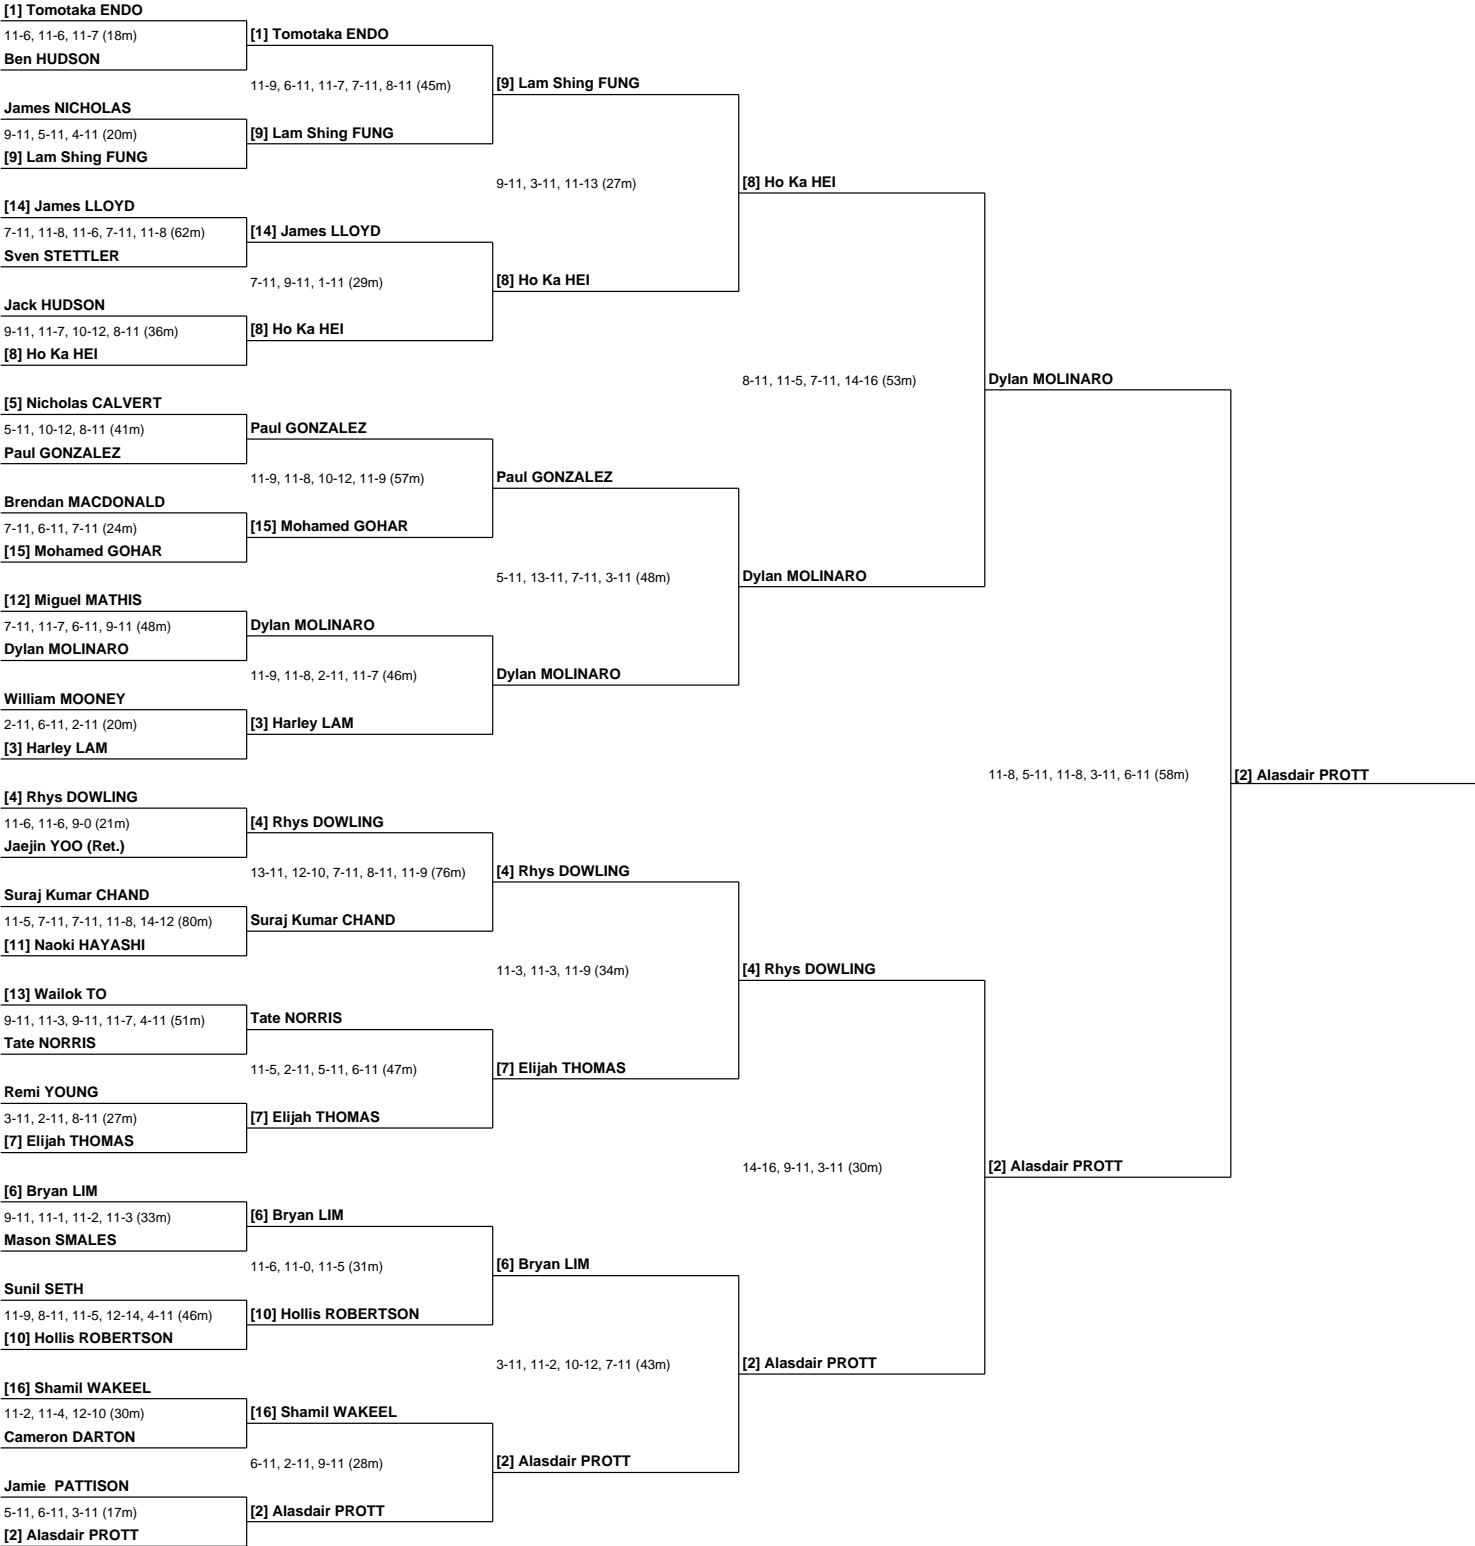 [1] Tomotaka ENDO
11-6, 11-6, 11-7 (18m)
Ben HUDSON
James NICHOLAS
9-11, 5-11, 4-11 (20m)
[9] Lam Shing FUNG
[14] James LLOYD
7-11, 11-8, 11-6, 7-11, 11-8 (62m)
Sven STETTLER
Jack HUDSON
9-11, 11-7, 10-12, 8-11 (36m)
[8] Ho Ka HEI
[5] Nicholas CALVERT
5-11, 10-12, 8-11 (41m)
Paul GONZALEZ
Brendan MACDONALD
7-11, 6-11, 7-11 (24m)
[15] Mohamed GOHAR
[12] Miguel MATHIS
7-11, 11-7, 6-11, 9-11 (48m)
Dylan MOLINARO
William MOONEY
2-11, 6-11, 2-11 (20m)
[3] Harley LAM
[4] Rhys DOWLING
11-6, 11-6, 9-0 (21m)
Jaejin YOO (Ret.)
Suraj Kumar CHAND
11-5, 7-11, 7-11, 11-8, 14-12 (80m)
[11] Naoki HAYASHI
[13] Wailok TO
9-11, 11-3, 9-11, 11-7, 4-11 (51m)
Tate NORRIS
Remi YOUNG
3-11, 2-11, 8-11 (27m)
[7] Elijah THOMAS
[6] Bryan LIM
9-11, 11-1, 11-2, 11-3 (33m)
Mason SMALES
Sunil SETH
11-9, 8-11, 11-5, 12-14, 4-11 (46m)
[10] Hollis ROBERTSON
[16] Shamil WAKEEL
11-2, 11-4, 12-10 (30m)
Cameron DARTON
Jamie  PATTISON
5-11, 6-11, 3-11 (17m)
[2] Alasdair PROTT
[1] Tomotaka ENDO
11-9, 6-11, 11-7, 7-11, 8-11 (45m)
[9] Lam Shing FUNG
[14] James LLOYD
7-11, 9-11, 1-11 (29m)
[8] Ho Ka HEI
Paul GONZALEZ
11-9, 11-8, 10-12, 11-9 (57m)
[15] Mohamed GOHAR
Dylan MOLINARO
11-9, 11-8, 2-11, 11-7 (46m)
[3] Harley LAM
[4] Rhys DOWLING
13-11, 12-10, 7-11, 8-11, 11-9 (76m)
Suraj Kumar CHAND
Tate NORRIS
11-5, 2-11, 5-11, 6-11 (47m)
[7] Elijah THOMAS
[6] Bryan LIM
11-6, 11-0, 11-5 (31m)
[10] Hollis ROBERTSON
[16] Shamil WAKEEL
6-11, 2-11, 9-11 (28m)
[2] Alasdair PROTT
[9] Lam Shing FUNG
9-11, 3-11, 11-13 (27m)
[8] Ho Ka HEI
Paul GONZALEZ
5-11, 13-11, 7-11, 3-11 (48m)
Dylan MOLINARO
[4] Rhys DOWLING
11-3, 11-3, 11-9 (34m)
[7] Elijah THOMAS
[6] Bryan LIM
3-11, 11-2, 10-12, 7-11 (43m)
[2] Alasdair PROTT
[8] Ho Ka HEI
8-11, 11-5, 7-11, 14-16 (53m)
Dylan MOLINARO
[4] Rhys DOWLING
14-16, 9-11, 3-11 (30m)
[2] Alasdair PROTT
Dylan MOLINARO
11-8, 5-11, 11-8, 3-11, 6-11 (58m)
[2] Alasdair PROTT
[2] Alasdair PROTT